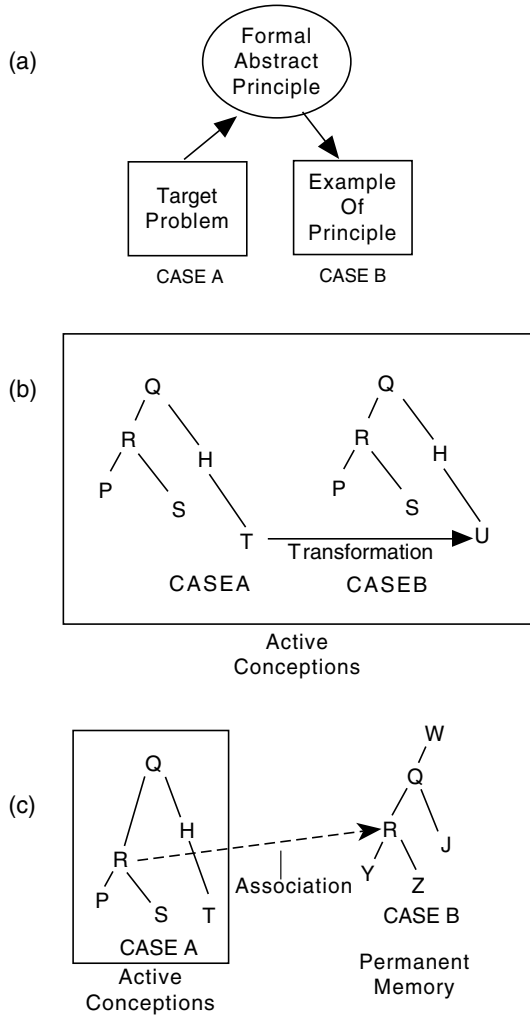 (a)
Formal
Abstract
Principle
Target
Problem
Example
Of
Principle
CASE A
CASE B
(b)
Q
Q
R
R
H
H
P
P
S
S
T
U
Transformation
CASEA
CASEB
Active
Conceptions
(c)
W
Q
Q
H
R
R
J
P
S
T
Y
Z
Association
CASE A
CASE B
Active
Conceptions
Permanent
Memory